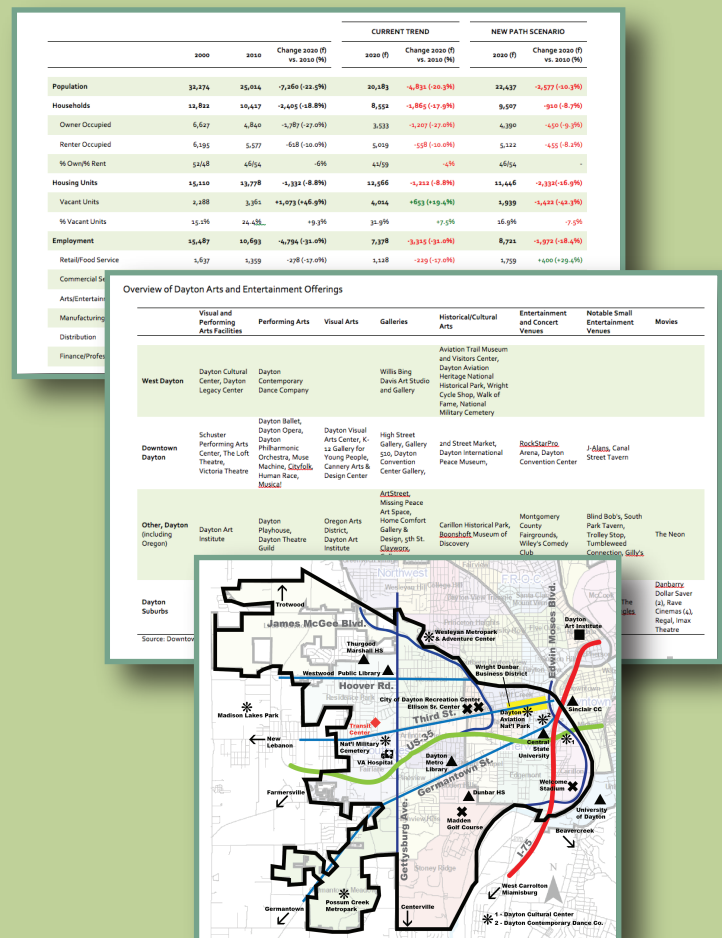 CURRENT TREND NEW PATH SCENARIO
2000 2010 Change 2020 (f) vs. 2010 (%) 2020 (f) Change 2020 (f) vs. 2010 (%) 2020 (f) Change 2020 (f) vs. 2010 (%)
Population 32,274 25,014 -7,260 (-22.5%) 20,183 -4,831 (-20.3%) 22,437 -2,577 (-10.3%)
Households 12,822 10,417 -2,405 (-18.8%) 8,552 -1,865 (-17.9%) 9,507 -910 (-8.7%)
Owner Occupied 6,627 4,840 -1,787 (-27.0%) 3,533 -1,207 (-27.0%) 4,390 -450 (-9.3%)
Renter Occupied 6,195 5,577 -618 (-10.0%) 5,019 -558 (-10.0%) 5,122 -455 (-8.2%)
% Own/% Rent 52/48 46/54 -6% 41/59 -4% 46/54 -
Housing Units 15,110 13,778 -1,332 (-8.8%) 12,566 -1,212 (-8.8%) 11,446 -2,332(-16.9%)
Vacant Units 2,288 3,361 +1,073 (+46.9%) 4,014 +653 (+19.4%) 1,939 -1,422 (-42.3%)
% Vacant Units 15.1% 24.4% +9.3% 31.9% +7.5% 16.9% -7.5%
Employment 15,487 10,693 -4,794 (-31.0%) 7,378 -3,315 (-31.0%) 8,721 -1,972 (-18.4%)
Retail/Food Service 1,637 1,359 -278 (-17.0%) 1,128 -229 (-17.0%) 1,759 +400 (+29.4%)
Commercial Se
Arts/Entertain
Manufacturing
Distribution
Finance/Profes
Overview of Dayton Arts and Entertainment Offerings
Visual and Performing Arts Facilities Performing Arts Visual Arts Galleries Historical/Cultural Arts Entertainment and Concert Venues Notable Small Entertainment Venues Movies
West Dayton Dayton Cultural Center, Dayton Legacy Center Dayton Contemporary Dance Company Willis Bing Davis Art Studio and Gallery Aviation Trail Museum and Visitors Center, Dayton Aviation Heritage National Historical Park, Wright Cycle Shop, Walk of Fame, National Military Cemetery
Downtown Dayton Schuster Performing Arts Center, The Loft Theatre, Victoria Theatre Dayton Ballet, Dayton Opera, Dayton Philharmonic Orchestra, Muse Machine, Cityfolk, Human Race, Musica! Dayton Visual Arts Center, K-12 Gallery for Young People, Cannery Arts & Design Center High Street Gallery, Gallery 510, Dayton Convention Center Gallery, 2nd Street Market, Dayton International Peace Museum, RockStarPro Arena, Dayton Convention Center J-Alans, Canal Street Tavern
Other, Dayton (including Oregon) Dayton Art Institute Dayton Playhouse, Dayton Theatre Guild Oregon Arts District, Dayton Art Institute ArtStreet, Missing Peace Art Space, Home Comfort Gallery & Design, 5th St. Clayworx, Carillon Historical Park, Boonshoft Museum of Discovery Montgomery County Fairgrounds, Wiley's Comedy Club Blind Bob's, South Park Tavern, Trolley Stop, Tumbleweed Connection, Gilly's The Neon
Dayton Suburbs The gles Danbarry Dollar Saver (2), Rave Cinemas (4), Regal, Imax Theatre
Source: Downtow
Northwest
F.R.O.C.
Fairview
McCook
Princeton Heights
Trotwood
James McGee Blvd.
Edwin Moses Blvd.
Wesleyan Metropark
& Adventure Center
Dayton
Art Institute
Thurgood
Marshall HS
Westwood Public Library
Wright Dunbar
Business District
Hoover Rd.
Residence Park
City of Dayton Recreation Center
Ellison St. Center
Madison Lakes Park
Third St.
Transit
Center
US-35
Dayton
Aviation
Nat'l Park
2
Sinclair CC
New
Lebanon
Nat'l Military
Cemetery
VA Hospital
1
Central
State
University
Dayton
Metro
Library
Edgemont
Germantown St.
Welcome
Stadium
Farmersville
Dunbar HS
Madden
Golf Course
University
of Dayton
Beavercreek
Gettysburg Ave.
I-75
Stoney Ridge
West Carrolton
Miamisburg
Possum Creek
Metropark
Germantown
Centerville
1 - Dayton Cultural Center
2 - Dayton Contemporary Dance Co.
N